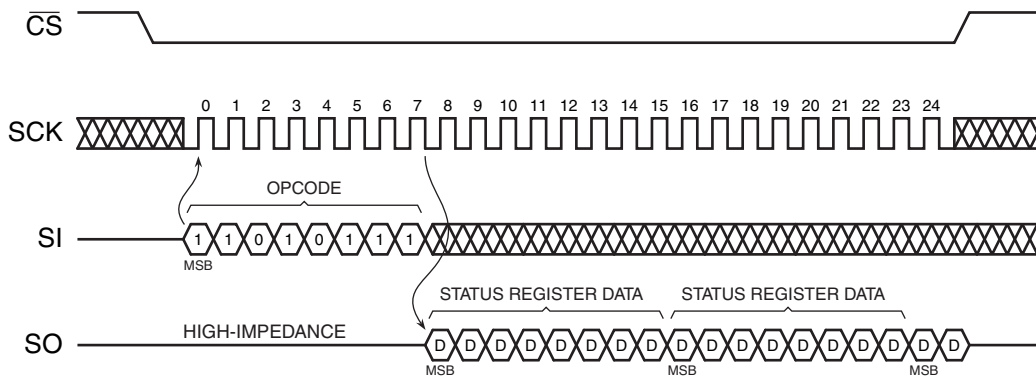 CS
0 1 2 3 4 5 6 7 8 9 10 11 12 13 14 15 16 17 18 19 20 21 22 23 24
SCK
OPCODE
SI 1 1 0 1 0 1 1 1
MSB
STATUS REGISTER DATA STATUS REGISTER DATA
HIGH-IMPEDANCE
SO D D D D D D D D D D D D D D D D D D
MSB MSB MSB